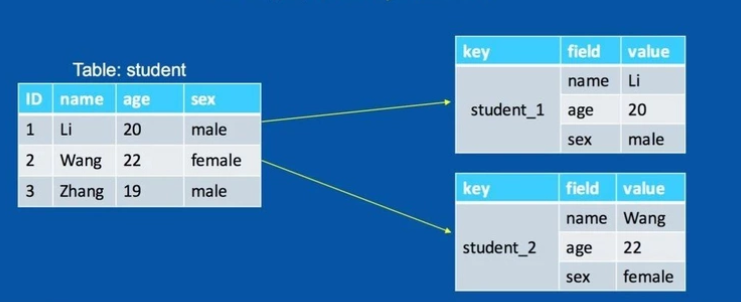 Table: student
ID name age sex
1 Li 20 male
2 Wang 22 female
3 Zhang 19 male
key field value
name Li
student_1 age 20
sex male
key field value
name Wang
student_2 age 22
sex female